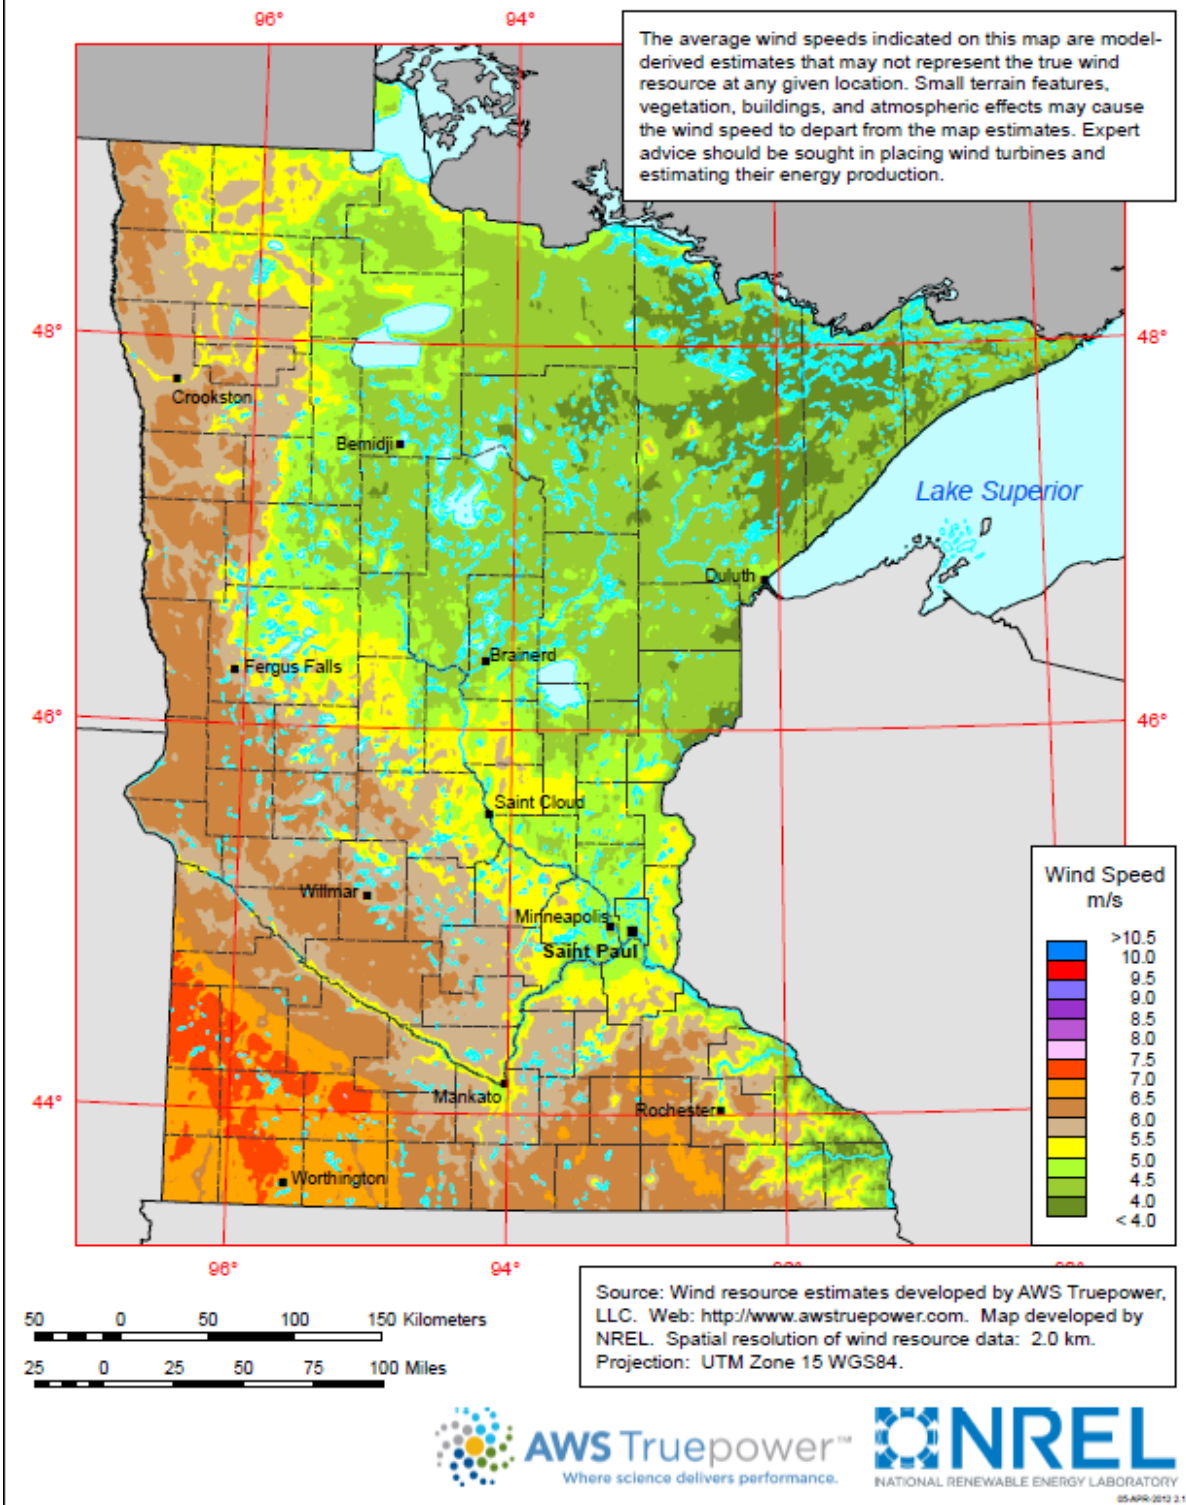 96°
94°
The average wind speeds indicated on this map are model-
derived estimates that may not represent the true wind
resource at any given location. Small terrain features,
vegetation, buildings, and atmospheric effects may cause
the wind speed to depart from the map estimates. Expert
advice should be sought in placing wind turbines and
estimating their energy production.
48°
48°
Crookston
Bemidji
Lake Superior
Duluth
Brainerd
Fergus Falls
46°
46°
Saint Cloud
Willmar
Minneapolis
Saint Paul
Wind Speed
m/s
>10.5
10.0
9.5
9.0
8.5
8.0
7.5
7.0
6.5
6.0
5.5
5.0
4.5
4.0
< 4.0
Mankato
44°
Rochester
Worthington
96°
94°
50 0 50 100 150 Kilometers
25 0 25 50 75 100 Miles
Source: Wind resource estimates developed by AWS Truepower,
LLC. Web: http://www.awstruepower.com. Map developed by
NREL. Spatial resolution of wind resource data: 2.0 km.
Projection: UTM Zone 15 WGS84.
AWS Truepower™
Where science delivers performance.
NREL
NATIONAL RENEWABLE ENERGY LABORATORY
05-APR-2012 2.1